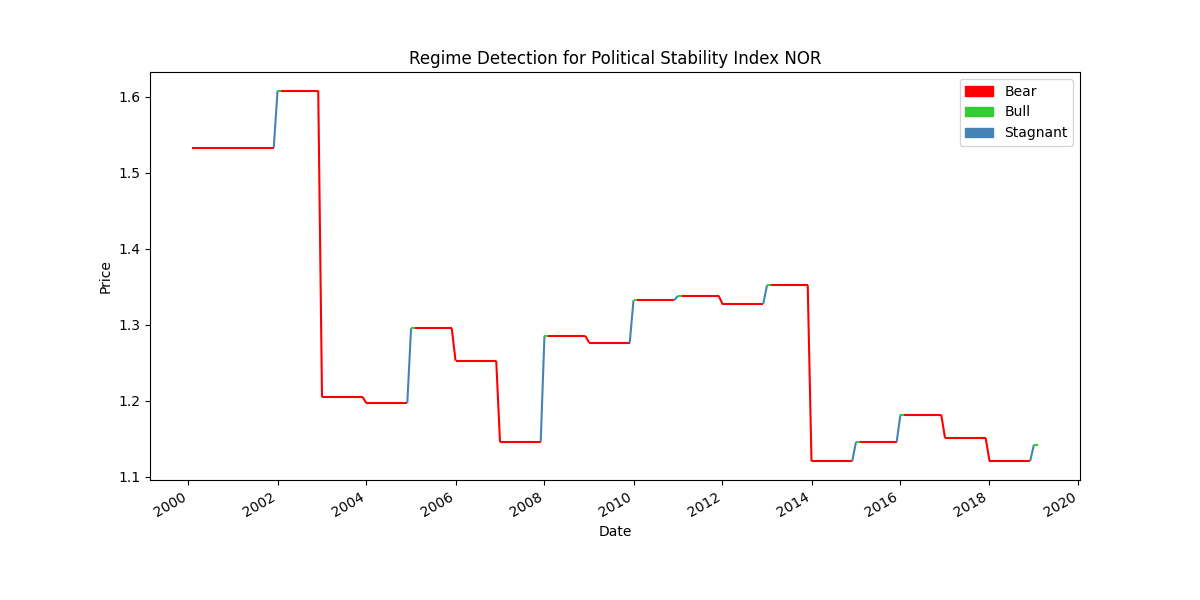 Regime Detection for Political Stability Index NOR
Bear
Bull
Stagnant
Price
1.6
1.5
1.4
1.3
1.2
1.1
2000
2002
2004
2006
2008
2010
2012
2014
2016
2018
2020
Date